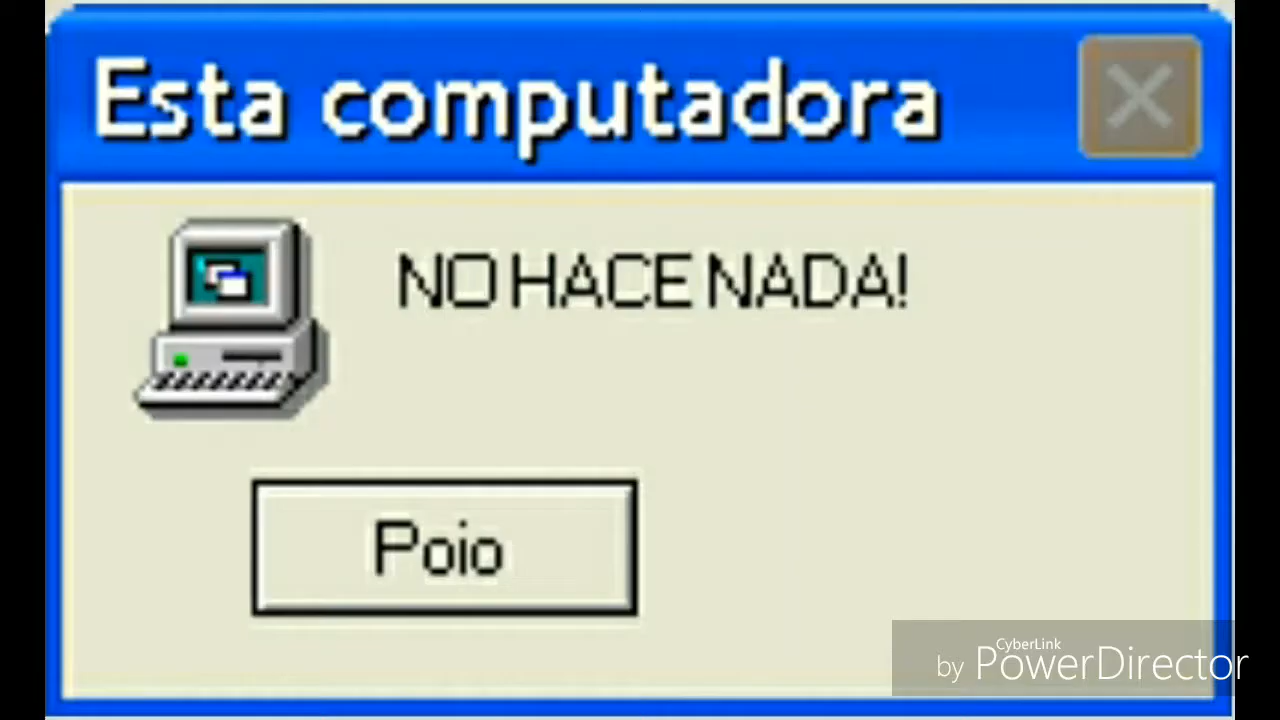 Esta computadora
NO HACE NADA!
Poio
CyberLink
by PowerDirector